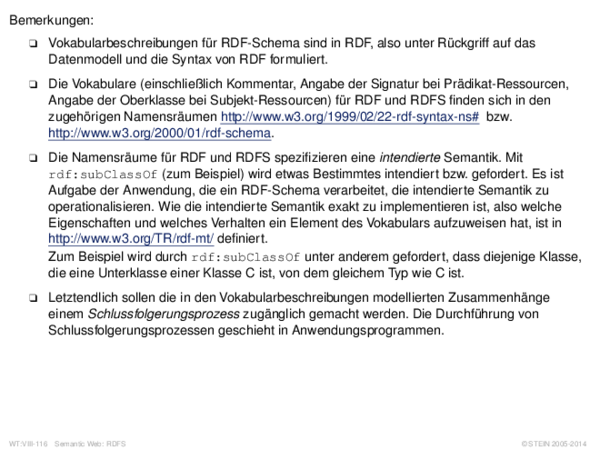 Bemerkungen:
❑ Vokabularbeschreibungen für RDF-Schema sind in RDF, also unter Rückgriff auf das
Datenmodell und die Syntax von RDF formuliert.
❑ Die Vokabulare (einschließlich Kommentar, Angabe der Signatur bei Prädikat-Ressourcen,
Angabe der Oberklasse bei Subjekt-Ressourcen) für RDF und RDFS finden sich in den
zugehörigen Namensräumen http://www.w3.org/1999/02/22-rdf-syntax-ns# bzw.
http://www.w3.org/2000/01/rdf-schema.
❑ Die Namensräume für RDF und RDFS spezifizieren eine intendierte Semantik. Mit
rdf:subClassOf (zum Beispiel) wird etwas Bestimmtes intendiert bzw. gefordert. Es ist
Aufgabe der Anwendung, die ein RDF-Schema verarbeitet, die intendierte Semantik zu
operationalisieren. Wie die intendierte Semantik exakt zu implementieren ist, also welche
Eigenschaften und welches Verhalten ein Element des Vokabulars aufzuweisen hat, ist in
http://www.w3.org/TR/rdf-mt/ definiert.
Zum Beispiel wird durch rdf:subClassOf unter anderem gefordert, dass diejenige Klasse,
die eine Unterklasse einer Klasse C ist, von dem gleichem Typ wie C ist.
❑ Letztendlich sollen die in den Vokabularbeschreibungen modellierten Zusammenhänge
einem Schlussfolgerungsprozess zugänglich gemacht werden. Die Durchführung von
Schlussfolgerungsprozessen geschieht in Anwendungsprogrammen.
WT:VIII-116 Semantic Web: RDFS © STEIN 2005-2014